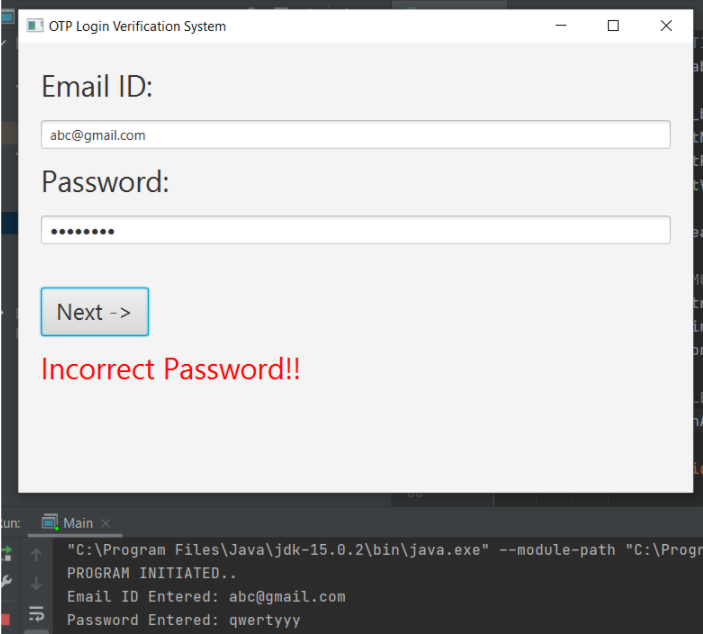 OTP Login Verification System
Email ID:
abc@gmail.com
Password:
••••••••
Next ->
Incorrect Password!!
Main
"C:\Program Files\Java\jdk-15.0.2\bin\java.exe" --module-path "C:\Progr
PROGRAM INITIATED..
Email ID Entered: abc@gmail.com
Password Entered: qwertyyy